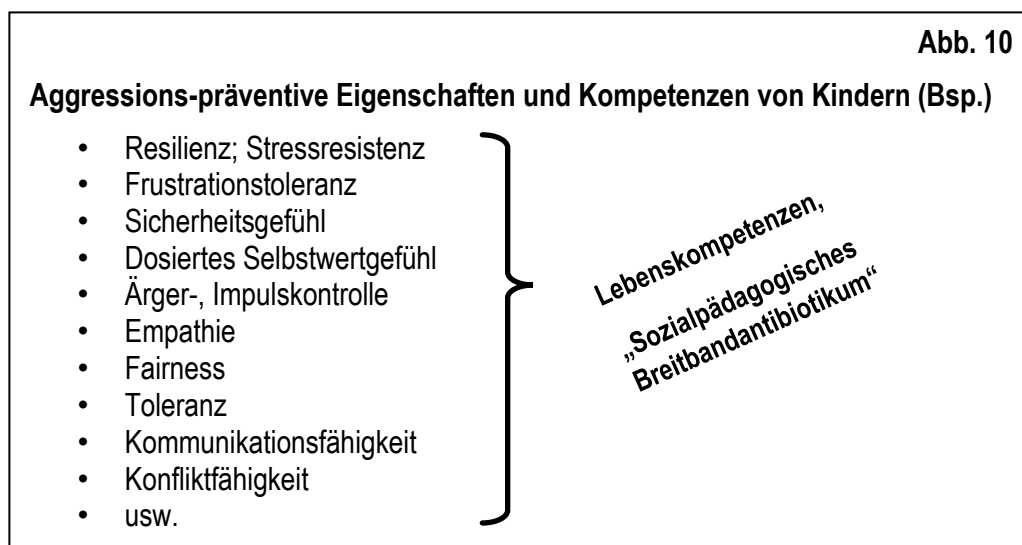 Abb. 10
Aggressions-präventive Eigenschaften und Kompetenzen von Kindern (Bsp.)
• Resilienz; Stressresistenz
• Frustrationstoleranz
• Sicherheitsgefühl
• Dosiertes Selbstwertgefühl
• Ärger-, Impulskontrolle
• Empathie
• Fairness
• Toleranz
• Kommunikationsfähigkeit
• Konfliktfähigkeit
• usw.
Lebenskompetenzen,
„Sozialpädagogisches
Breitbandantibiotikum“